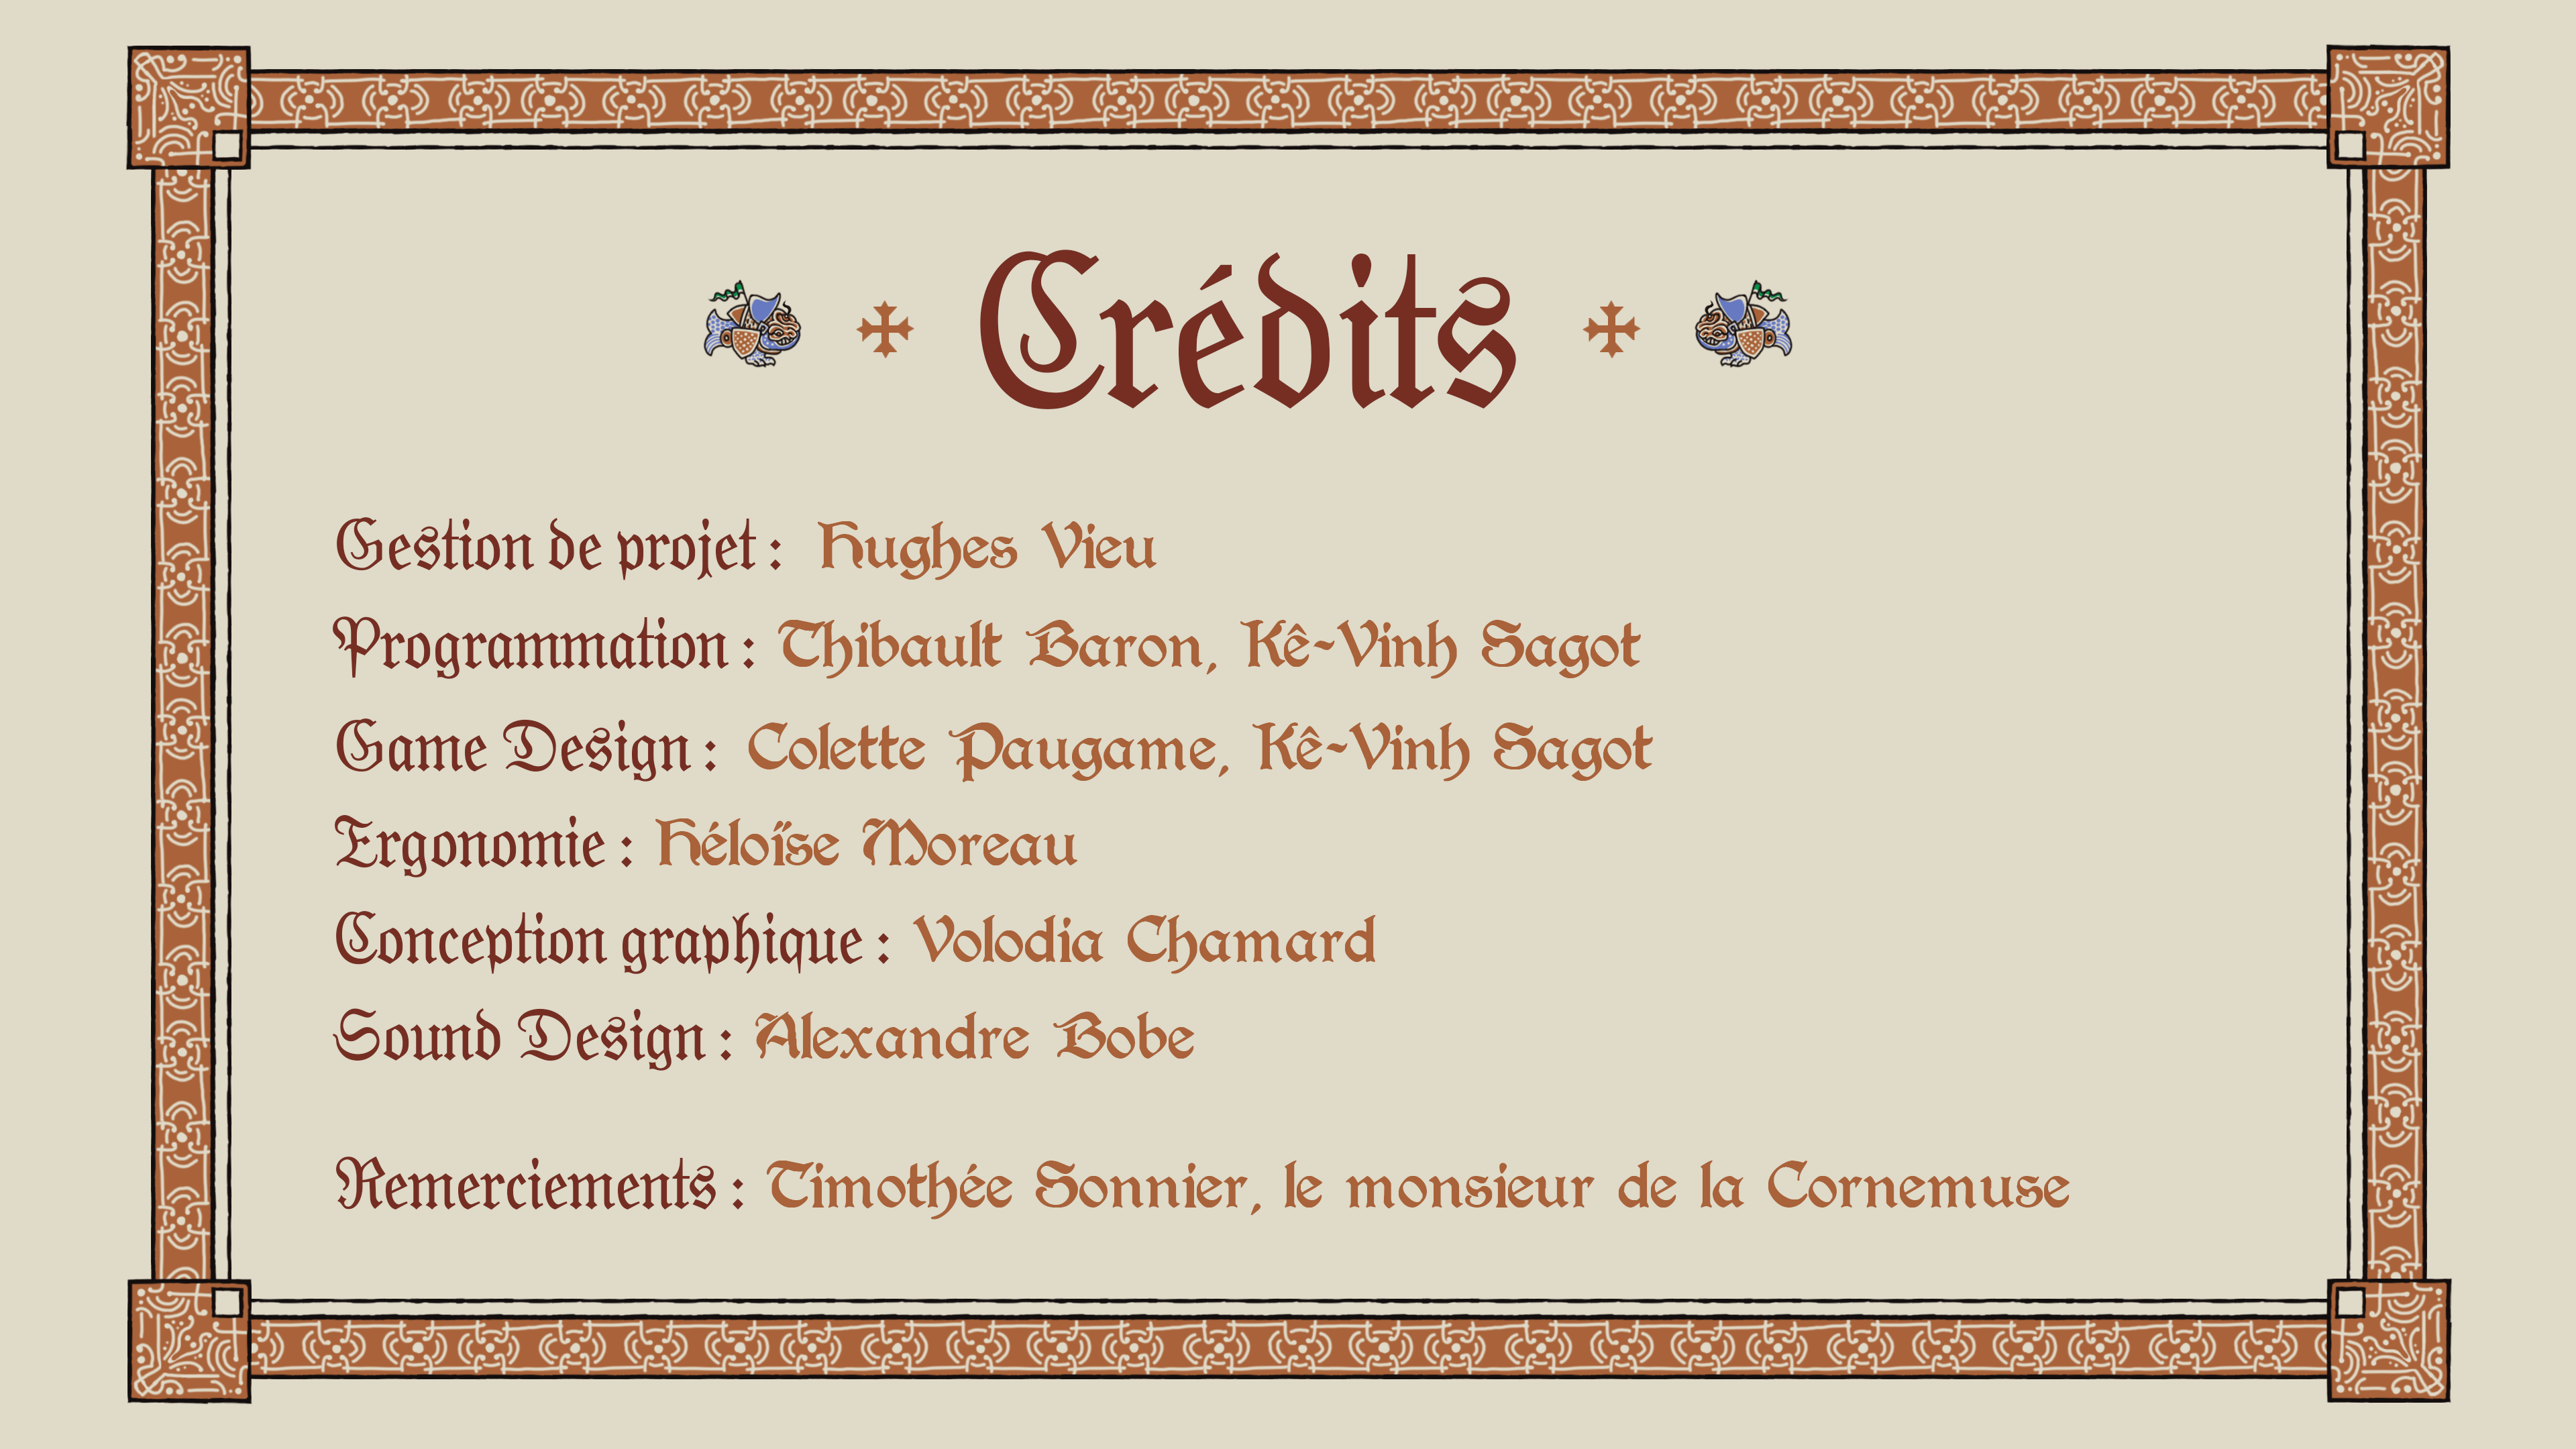 Crédits
Gestion de projet : Hughes Vieu
Programmation : Thibault Baron, Kê-Vinh Sagot
Game Design : Colette Paugame, Kê-Vinh Sagot
Ergonomie : Héloïse Moreau
Conception graphique : Volodia Chamard
Sound Design : Alexandre Bobe
Remerciements : Timothée Sonnier, le monsieur de la Cornemuse